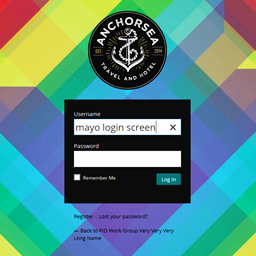 ANCHORSEA
EST. 2014
TRAVEL AND HOTEL
Username
mayo login screen
Password
Remember Me
Log In
Register | Lost your password?
← Back to PiD Work Group Very Very Very
Long Name